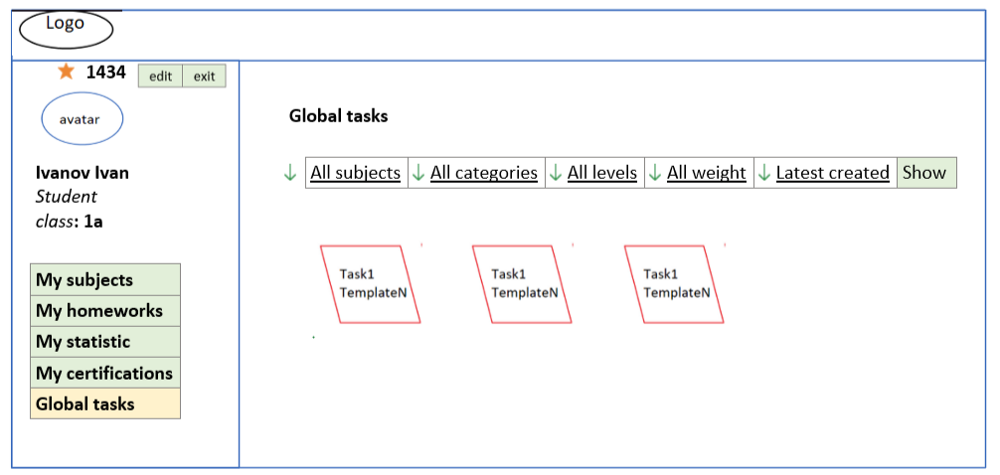 Logo
1434
edit exit
avatar
Ivanov Ivan
Student
class: 1a
My subjects
My homeworks
My statistic
My certifications
Global tasks
Global tasks
All subjects All categories All levels All weight Latest created Show
Task1
TemplateN
Task1
TemplateN
Task1
TemplateN